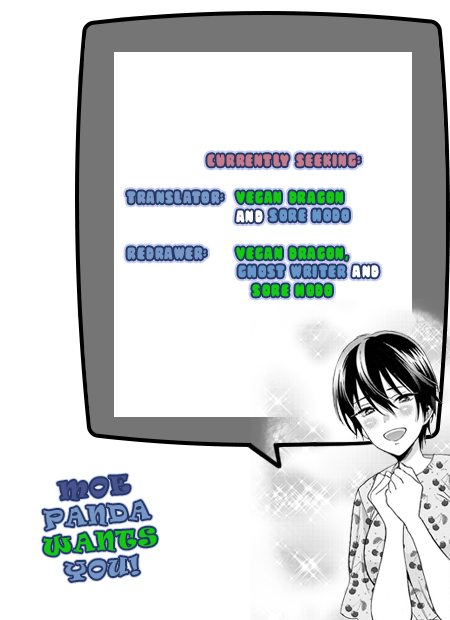 CURRENTLY SEEKING:
TRANSLATOR: VEGAN DRAGON
AND SORE NODO
REDRAWER: VEGAN DRAGON,
GHOST WRITER AND
SORE NODO
MOE
PANDA
WANTS
YOU!